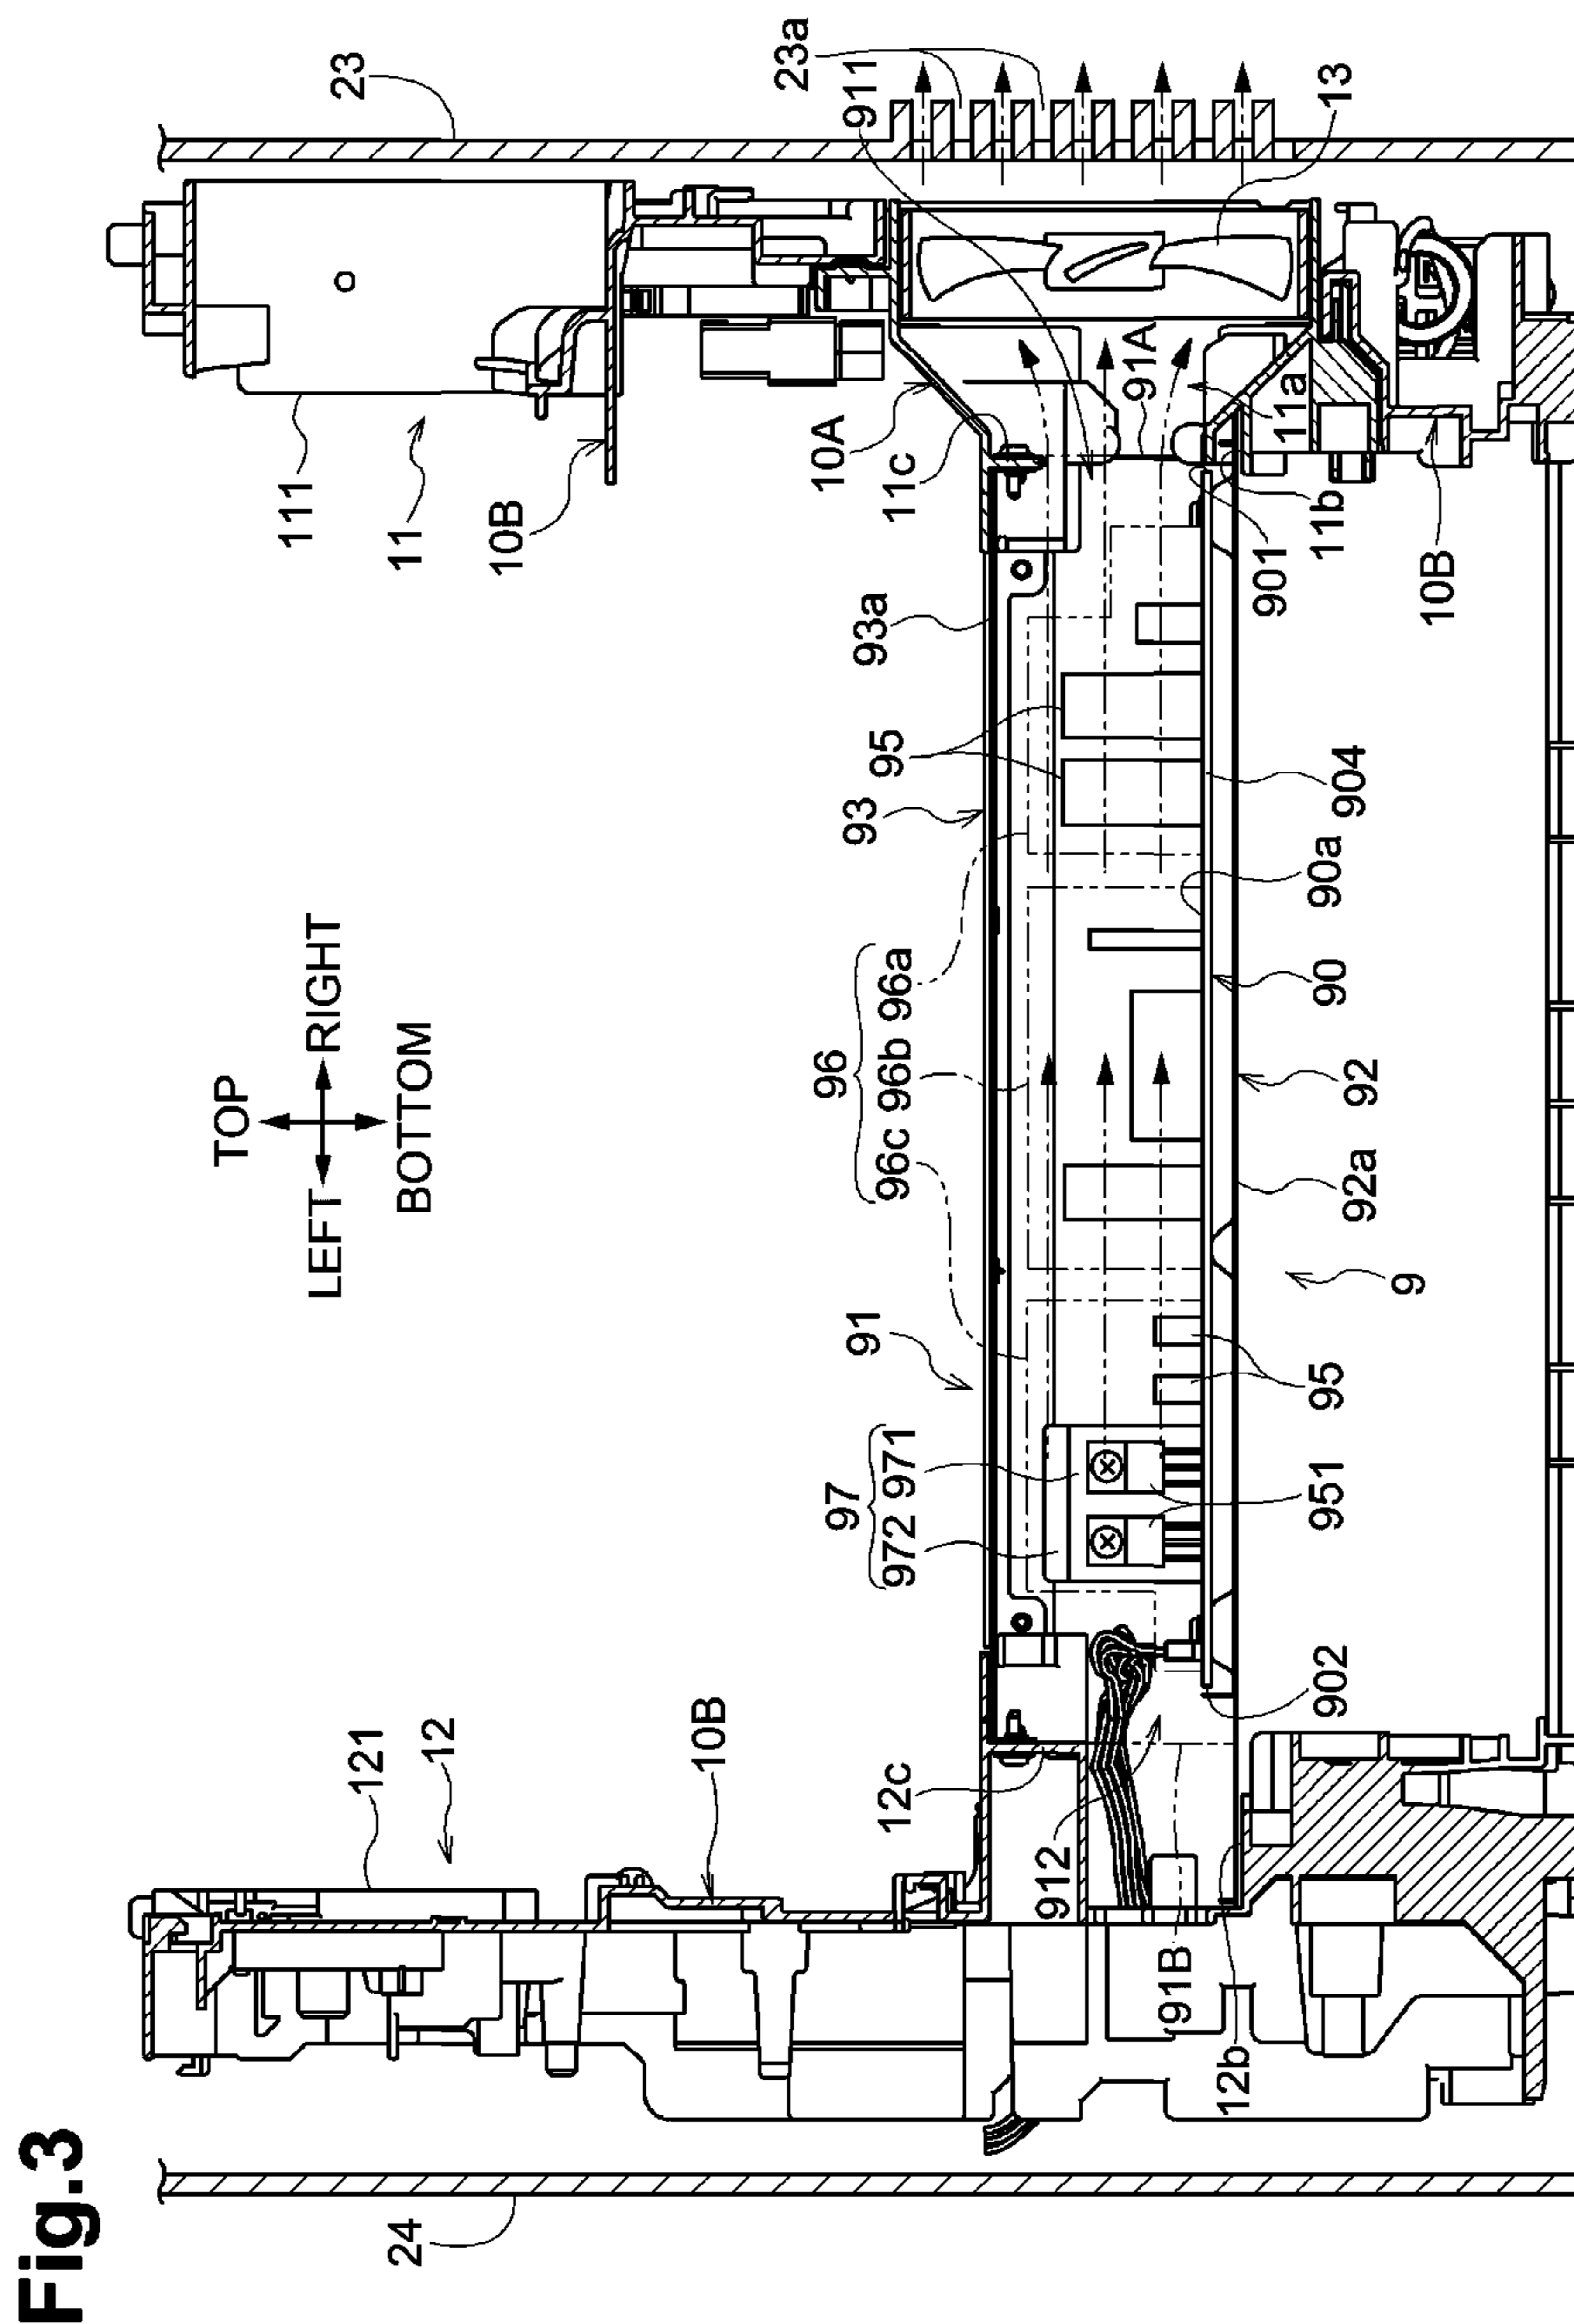 Fig.3
TOP
LEFT
RIGHT
BOTTOM
24
121
12
10B
12c
912
91B
12b
902
97
972 971
951
91
95
9
96
96c 96b 96a
92a
92
90
90a
904
93
95
93a
901
11b
10B
11a
91A
11c
10A
10B
11
111
23
23a
911
13